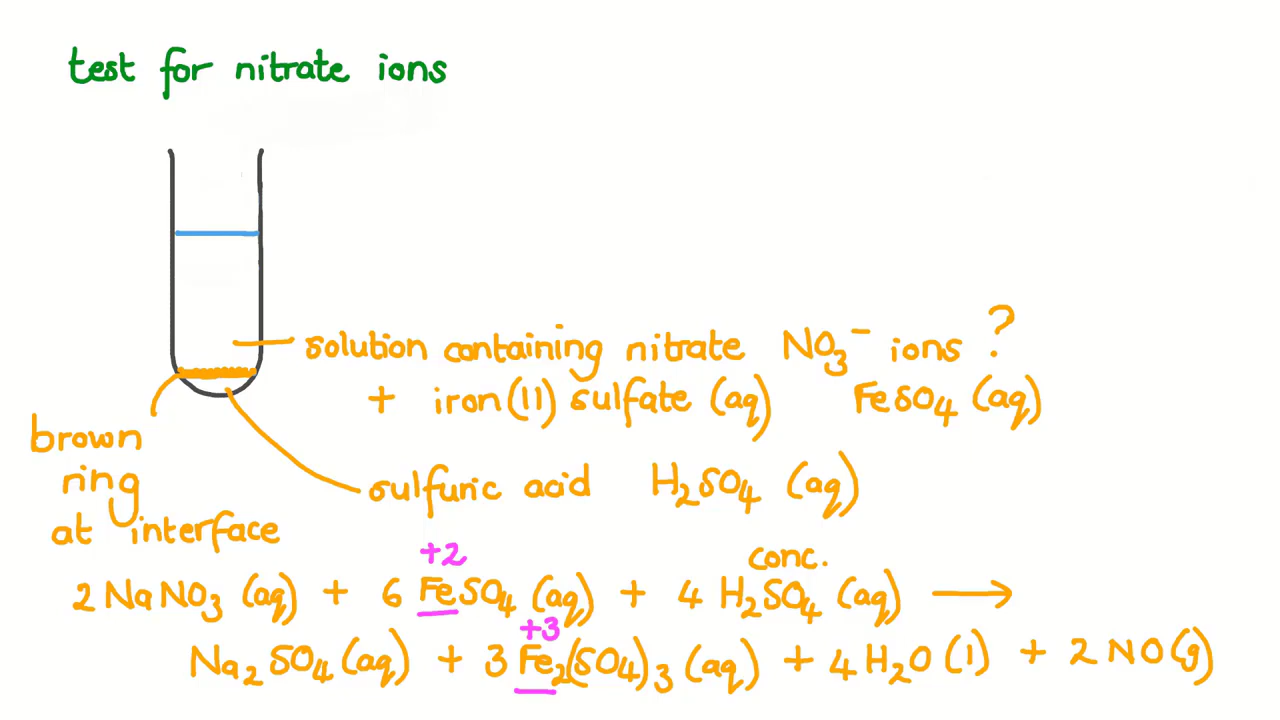 test for nitrate ions
solution containing nitrate NO₃⁻ ions ?
+ iron(II) sulfate (aq) FeSO₄ (aq)
brown
ring
at interface
sulfuric acid H₂SO₄ (aq)
+2
conc.
2 NaNO₃ (aq) + 6 FeSO₄ (aq) + 4 H₂SO₄ (aq) →
+3
Na₂SO₄ (aq) + 3 Fe₂(SO₄)₃ (aq) + 4 H₂O (l) + 2 NO (g)